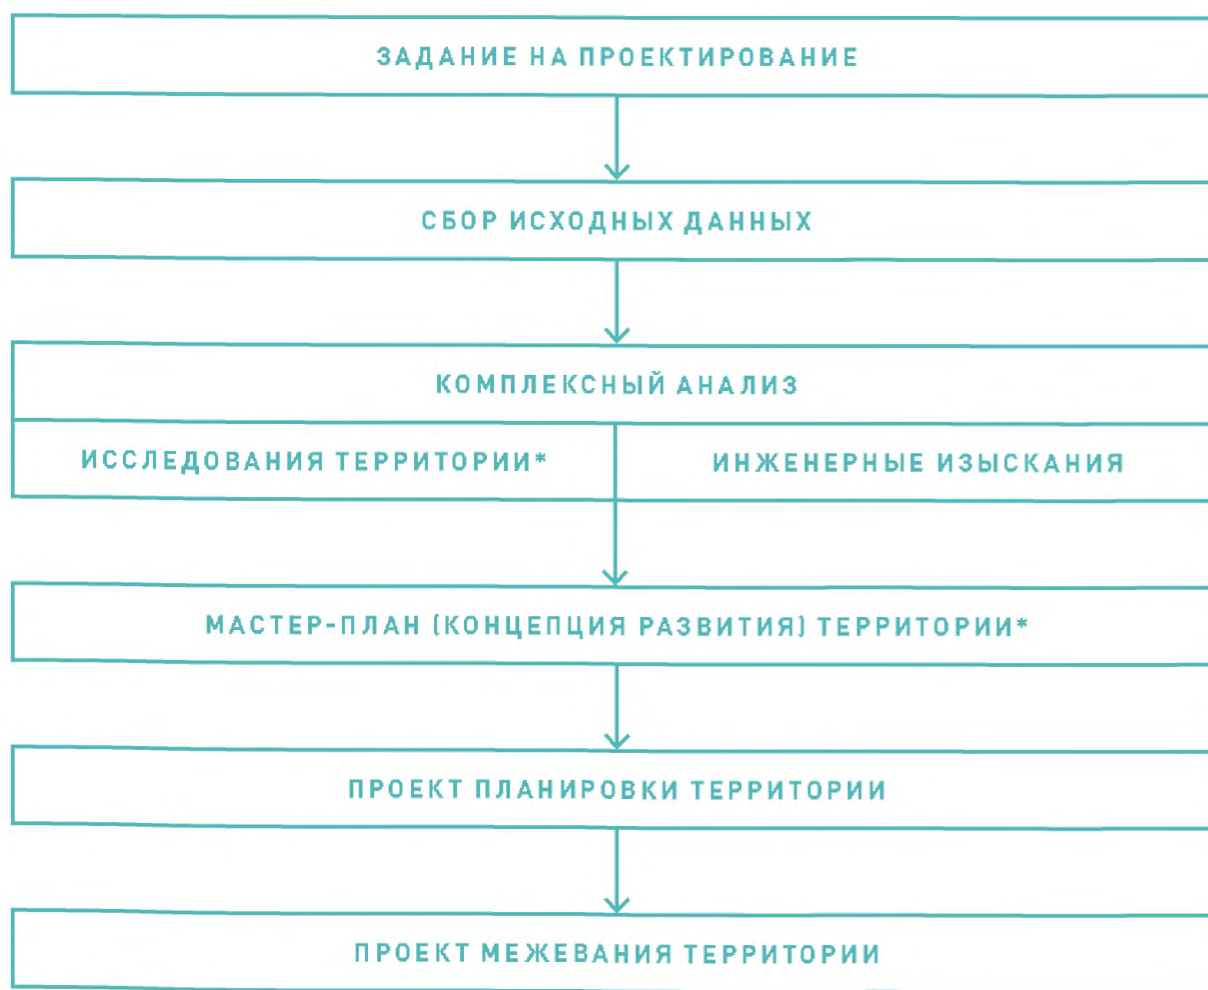 ЗАДАНИЕ НА ПРОЕКТИРОВАНИЕ
СБОР ИСХОДНЫХ ДАННЫХ
КОМПЛЕКСНЫЙ АНАЛИЗ
ИССЛЕДОВАНИЯ ТЕРРИТОРИИ*
ИНЖЕНЕРНЫЕ ИЗЫСКАНИЯ
МАСТЕР-ПЛАН (КОНЦЕПЦИЯ РАЗВИТИЯ) ТЕРРИТОРИИ*
ПРОЕКТ ПЛАНИРОВКИ ТЕРРИТОРИИ
ПРОЕКТ МЕЖЕВАНИЯ ТЕРРИТОРИИ